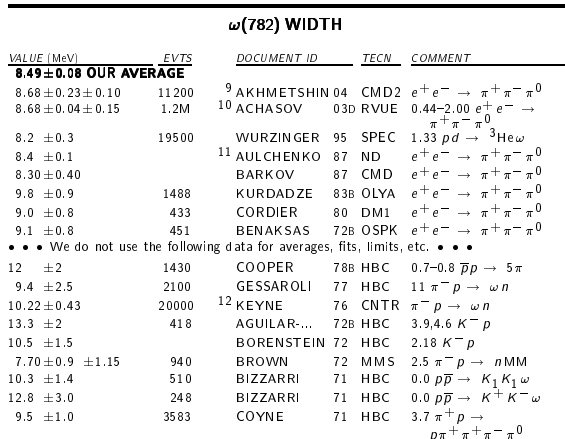 ω(782) WIDTH
VALUE (MeV) EVTS DOCUMENT ID TECN COMMENT
8.49±0.08 OUR AVERAGE
8.68±0.23±0.10 11200 9 AKHMETSHIN 04 CMD2 e+ e− → π+ π− π0
8.68±0.04±0.15 1.2M 10 ACHASOV 03D RVUE 0.44–2.00 e+ e− →
π+ π− π0
8.2 ±0.3 19500 WURZINGER 95 SPEC 1.33 pd → 3He ω
8.4 ±0.1 11 AULCHENKO 87 ND e+ e− → π+ π− π0
8.30±0.40 BARKOV 87 CMD e+ e− → π+ π− π0
9.8 ±0.9 1488 KURDADZE 83B OLYA e+ e− → π+ π− π0
9.0 ±0.8 433 CORDIER 80 DM1 e+ e− → π+ π− π0
9.1 ±0.8 451 BENAKSAS 72B OSPK e+ e− → π+ π− π0
• • • We do not use the following data for averages, fits, limits, etc. • • •
12 ±2 1430 COOPER 78B HBC 0.7–0.8 p̅p → 5π
9.4 ±2.5 2100 GESSAROLI 77 HBC 11 π− p → ωn
10.22±0.43 20000 12 KEYNE 76 CNTR π− p → ωn
13.3 ±2 418 AGUILAR-... 72B HBC 3.9,4.6 K− p
10.5 ±1.5 BORENSTEIN 72 HBC 2.18 K− p
7.70±0.9 ±1.15 940 BROWN 72 MMS 2.5 π− p → nMM
10.3 ±1.4 510 BIZZARRI 71 HBC 0.0 pp̅ → K1 K1 ω
12.8 ±3.0 248 BIZZARRI 71 HBC 0.0 pp̅ → K+ K− ω
9.5 ±1.0 3583 COYNE 71 HBC 3.7 π+ p →
pπ+ π+ π− π0